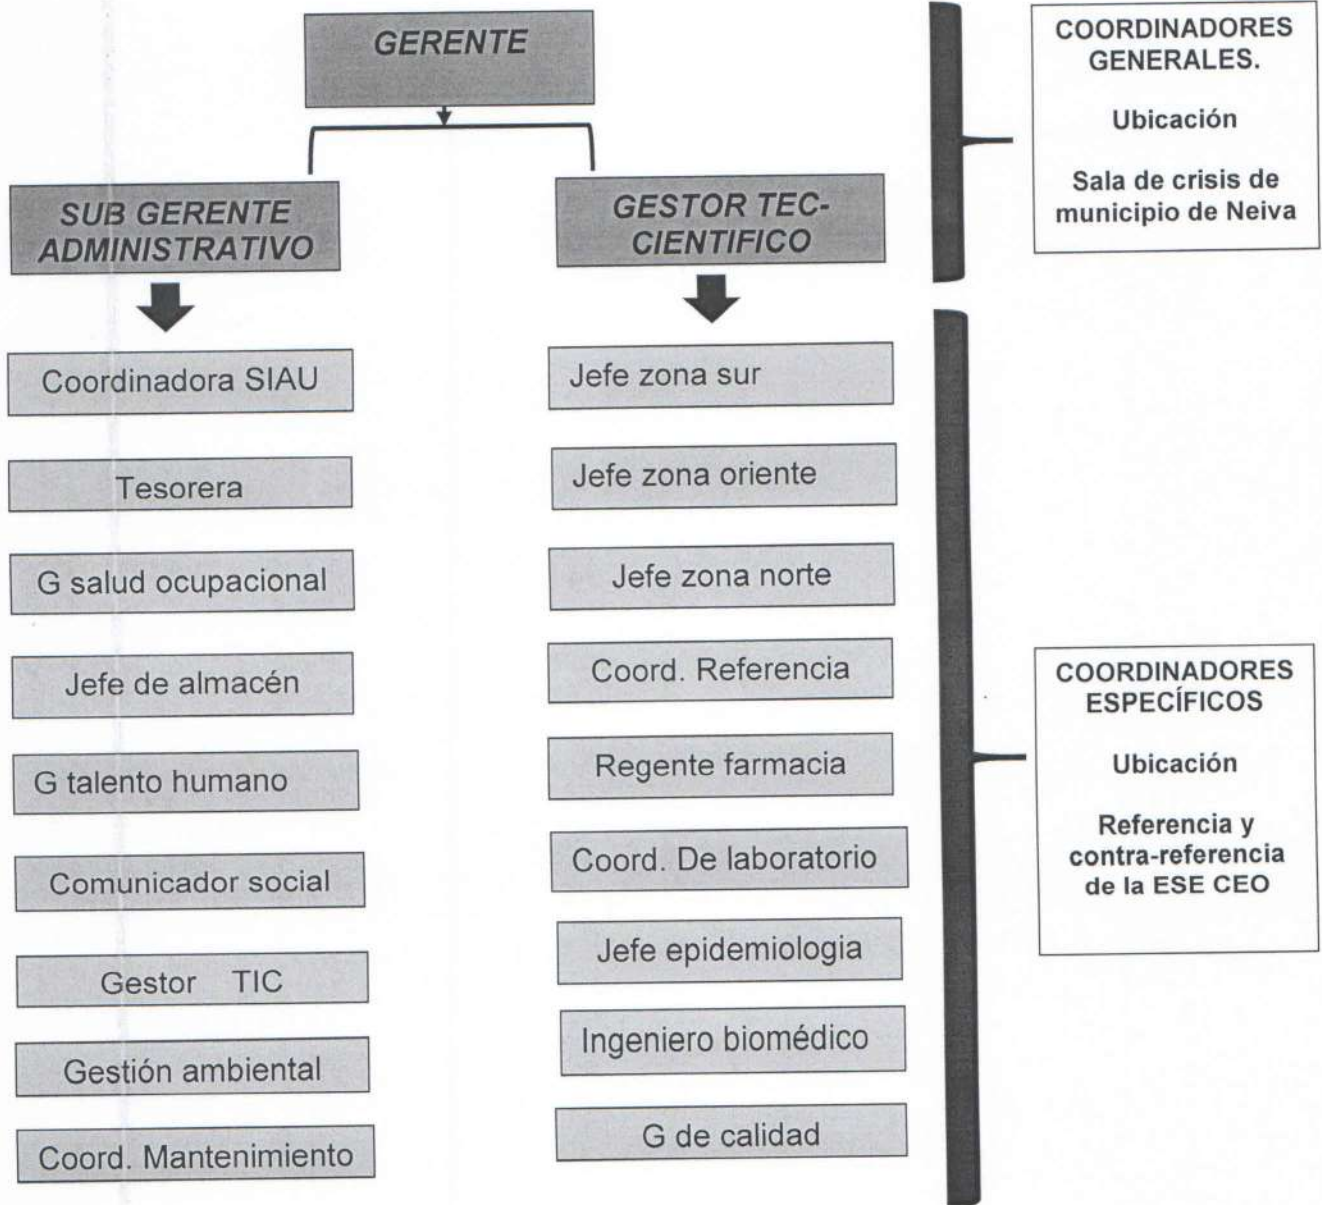 GERENTE
SUB GERENTE
ADMINISTRATIVO
GESTOR TEC-
CIENTIFICO
Coordinadora SIAU
Tesorera
G salud ocupacional
Jefe de almacén
G talento humano
Comunicador social
Gestor TIC
Gestión ambiental
Coord. Mantenimiento
Jefe zona sur
Jefe zona oriente
Jefe zona norte
Coord. Referencia
Regente farmacia
Coord. De laboratorio
Jefe epidemiologia
Ingeniero biomédico
G de calidad
COORDINADORES
GENERALES.
Ubicación
Sala de crisis de
municipio de Neiva
COORDINADORES
ESPECÍFICOS
Ubicación
Referencia y
contra-referencia
de la ESE CEO